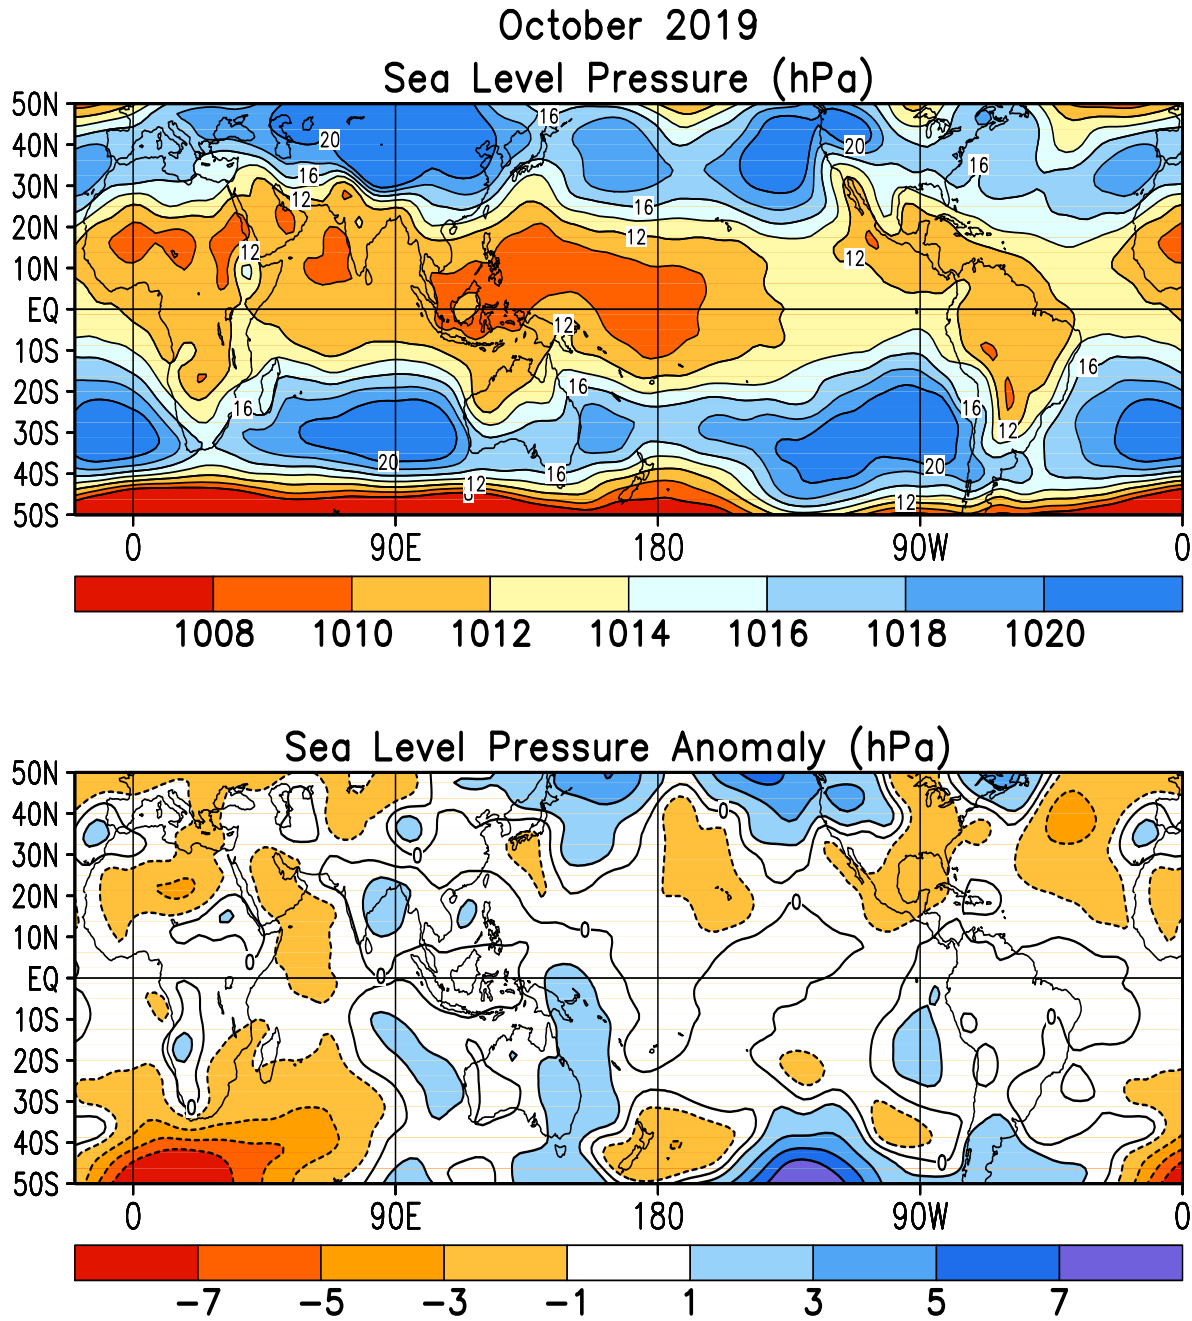 October 2019
Sea Level Pressure (hPa)
50N
40N
30N
20N
10N
EQ
10S
20S
30S
40S
50S
16
20
16
12
12
16
12
20
12
16
12
16
16
16
16
12
20
16
12
20
12
0 90E 180 90W 0
1008 1010 1012 1014 1016 1018 1020
Sea Level Pressure Anomaly (hPa)
50N
40N
30N
20N
10N
EQ
10S
20S
30S
40S
50S
0
0
0
0
0
0
0
0
0
0 90E 180 90W 0
-7 -5 -3 -1 1 3 5 7